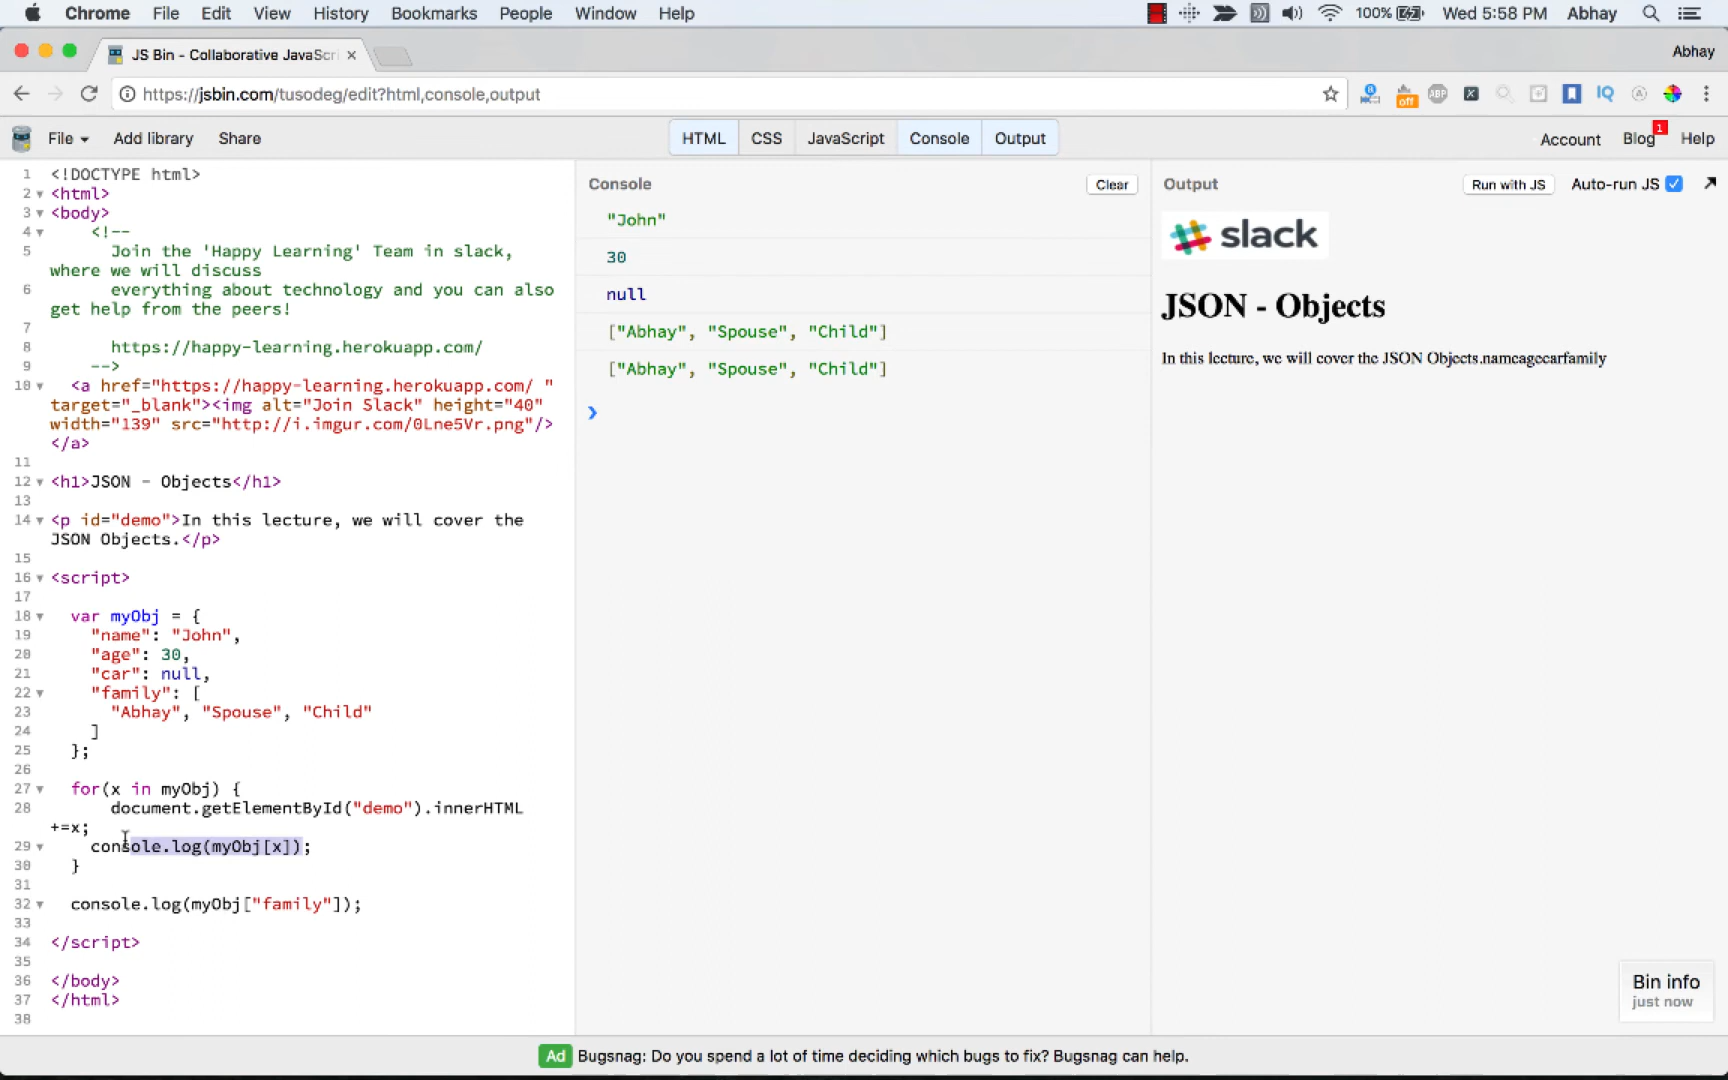 Chrome File Edit View History Bookmarks People Window Help 100% Wed 5:58 PM Abhay
JS Bin - Collaborative JavaScri Abhay
https://jsbin.com/tusodeg/edit?html,console,output off ABP IQ
File Add library Share HTML CSS JavaScript Console Output Account Blog 1 Help
1 <!DOCTYPE html>
2 <html>
3 <body>
4 <!--
5 Join the 'Happy Learning' Team in slack,
where we will discuss
6 everything about technology and you can also
get help from the peers!
7
8 https://happy-learning.herokuapp.com/
9 -->
10 <a href="https://happy-learning.herokuapp.com/ "
target="_blank"><img alt="Join Slack" height="40"
width="139" src="http://i.imgur.com/0Lne5Vr.png"/>
</a>
11
12 <h1>JSON - Objects</h1>
13
14 <p id="demo">In this lecture, we will cover the
JSON Objects.</p>
15
16 <script>
17
18 var myObj = {
19 "name": "John",
20 "age": 30,
21 "car": null,
22 "family": [
23 "Abhay", "Spouse", "Child"
24 ]
25 };
26
27 for(x in myObj) {
28 document.getElementById("demo").innerHTML
+=x;
29 console.log(myObj[x]);
30 }
31
32 console.log(myObj["family"]);
33
34 </script>
35
36 </body>
37 </html>
38
Console Clear
"John"
30
null
["Abhay", "Spouse", "Child"]
["Abhay", "Spouse", "Child"]
Output Run with JS Auto-run JS
slack
JSON - Objects
In this lecture, we will cover the JSON Objects.nameagecarfamily
Bin info
just now
Ad Bugsnag: Do you spend a lot of time deciding which bugs to fix? Bugsnag can help.